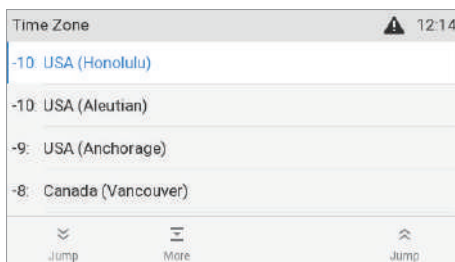 Time Zone 12:14
-10: USA (Honolulu)
-10: USA (Aleutian)
-9: USA (Anchorage)
-8: Canada (Vancouver)
Jump More Jump